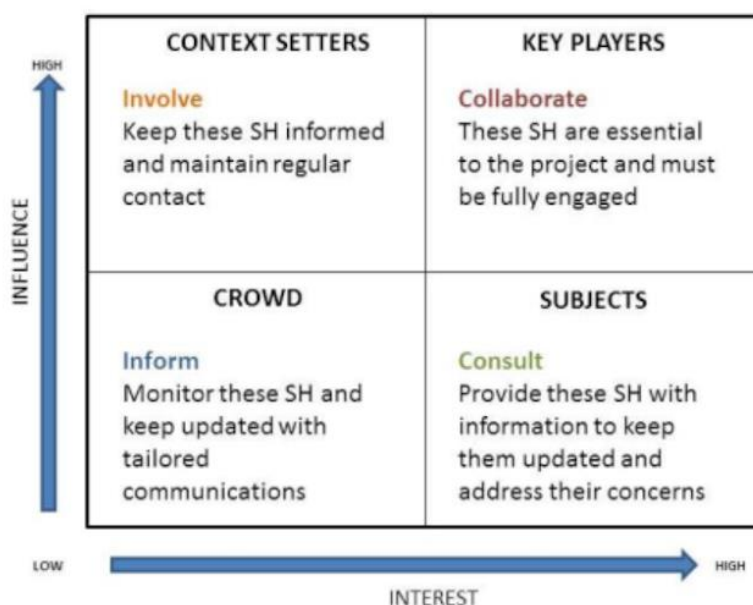 CONTEXT SETTERS
KEY PLAYERS
HIGH
Involve
Keep these SH informed
and maintain regular
contact
Collaborate
These SH are essential
to the project and must
be fully engaged
INFLUENCE
CROWD
SUBJECTS
Inform
Monitor these SH and
keep updated with
tailored
communications
Consult
Provide these SH with
information to keep
them updated and
address their concerns
LOW
HIGH
INTEREST